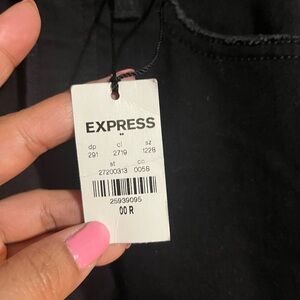 EXPRESS
dp cl sz
291 2719 1228
st cc
27200313 0058
25939095
00 R